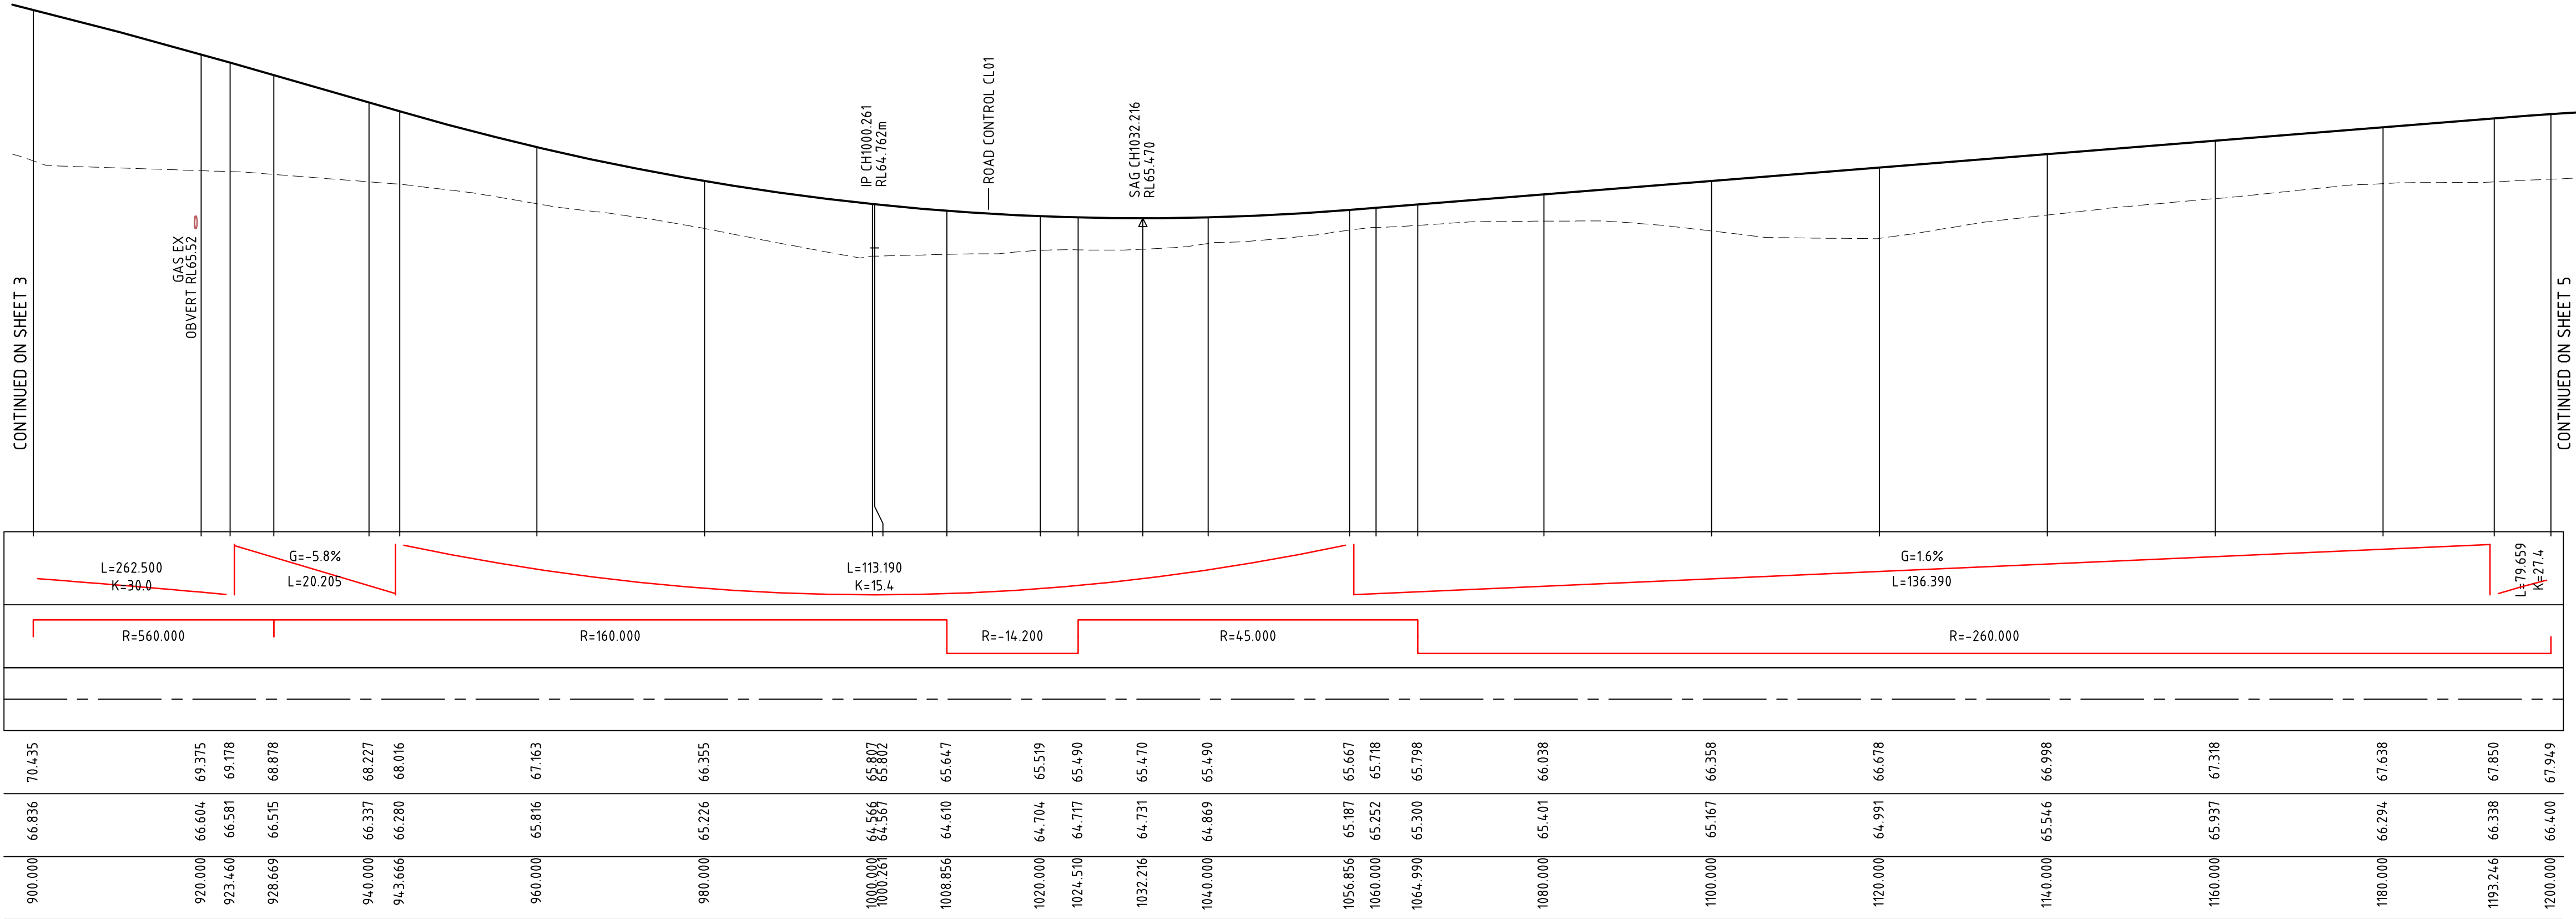 IP CH1000.261
RL64.762m
ROAD CONTROL CL01
SAG CH1032.216
RL65.470
GAS EX
OBVERT RL65.52
CONTINUED ON SHEET 3
CONTINUED ON SHEET 5
L=262.500
K=30.0
G=-5.8%
L=20.205
L=113.190
K=15.4
G=1.6%
L=136.390
L=79.659
K=27.4
R=560.000
R=160.000
R=-14.200
R=45.000
R=-260.000
70.435 69.375 69.178 68.878 68.227 68.016 67.163 66.355 65.807 65.802 65.647 65.519 65.490 65.470 65.490 65.667 65.718 65.798 66.038 66.358 66.678 66.998 67.318 67.638 67.850 67.949
66.836 66.604 66.581 66.515 66.337 66.280 65.816 65.226 64.566 64.567 64.610 64.704 64.717 64.731 64.869 65.187 65.252 65.300 65.401 65.167 64.991 65.546 65.937 66.294 66.338 66.400
900.000 920.000 923.460 928.669 940.000 943.666 960.000 980.000 1000.000 1000.261 1008.856 1020.000 1024.510 1032.216 1040.000 1056.856 1060.000 1064.990 1080.000 1100.000 1120.000 1140.000 1160.000 1180.000 1193.246 1200.000